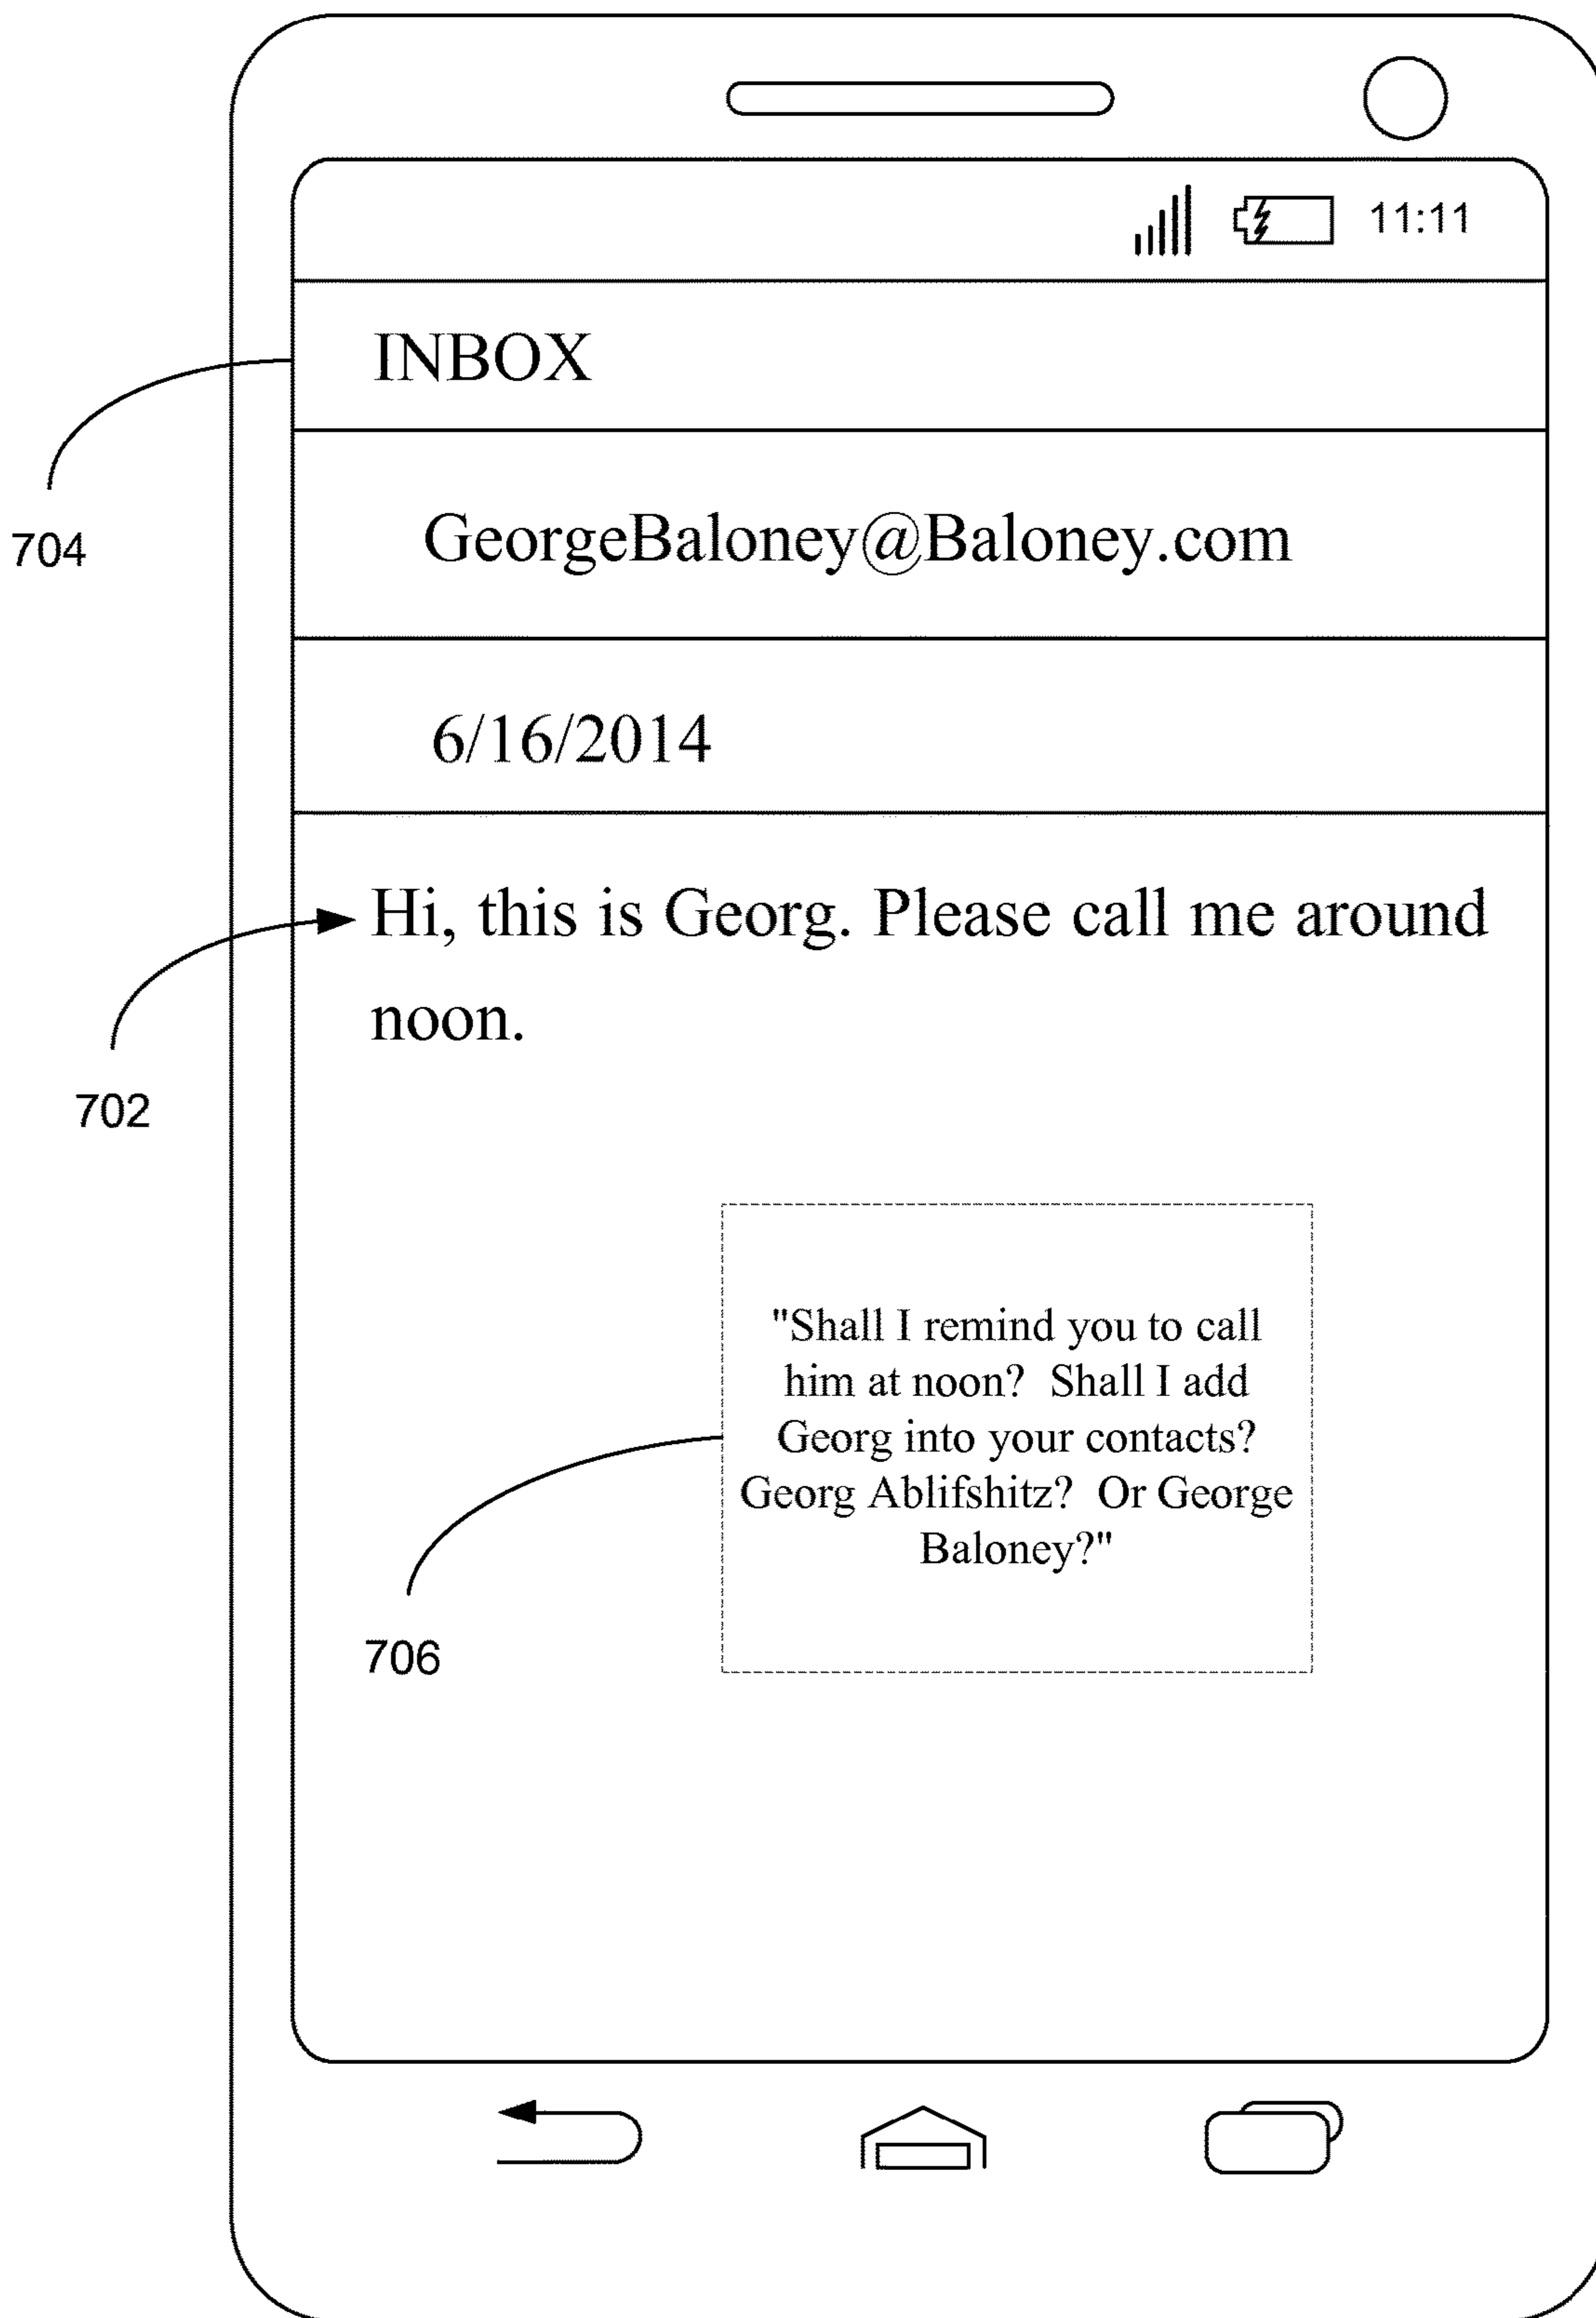 11:11
INBOX
704
GeorgeBaloney@Baloney.com
6/16/2014
Hi, this is Georg. Please call me around
noon.
702
"Shall I remind you to call
him at noon? Shall I add
Georg into your contacts?
Georg Ablifshitz? Or George
Baloney?"
706